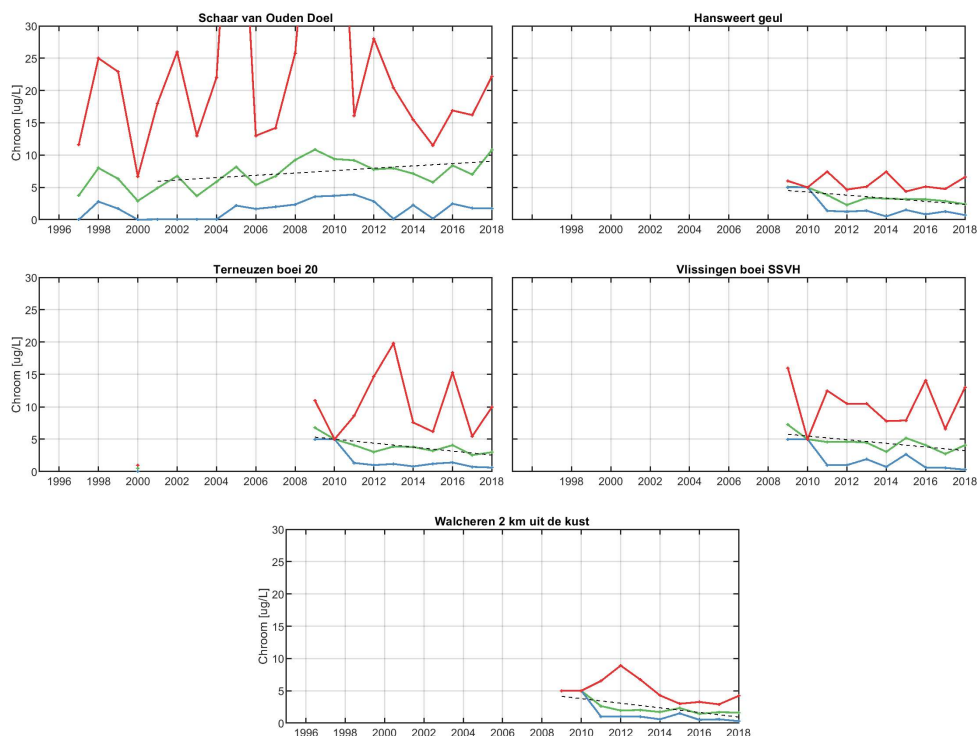 Schaar van Ouden Doel
Hansweert geul
Chroom [ug/L]
30
25
20
15
10
5
0
1996 1998 2000 2002 2004 2006 2008 2010 2012 2014 2016 2018
1998 2000 2002 2004 2006 2008 2010 2012 2014 2016 2018
Terneuzen boei 20
Vlissingen boei SSVH
Chroom [ug/L]
30
25
20
15
10
5
0
1996 1998 2000 2002 2004 2006 2008 2010 2012 2014 2016 2018
1998 2000 2002 2004 2006 2008 2010 2012 2014 2016 2018
Walcheren 2 km uit de kust
Chroom [ug/L]
30
25
20
15
10
5
0
1996 1998 2000 2002 2004 2006 2008 2010 2012 2014 2016 2018